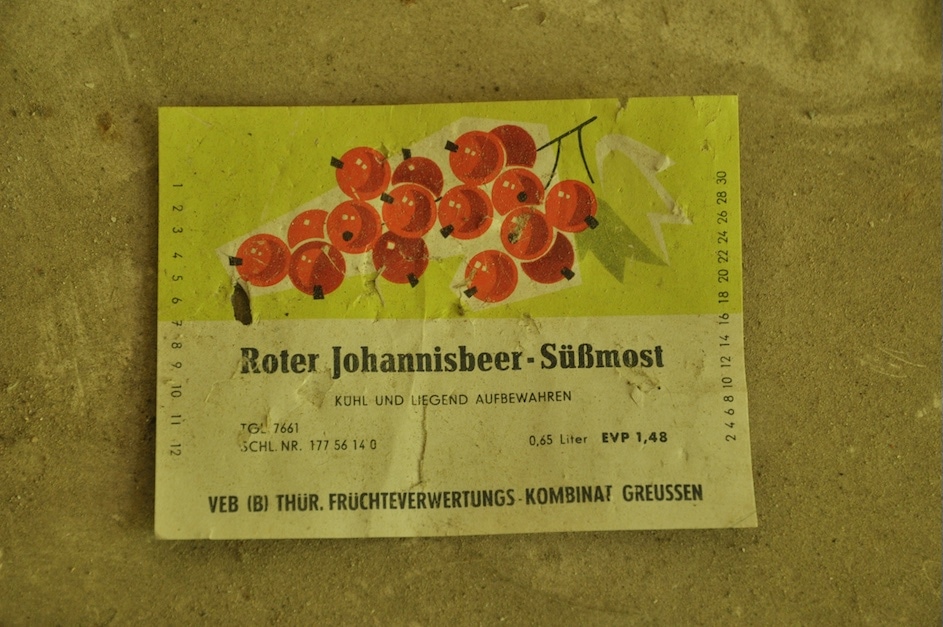 1 2 3 4 5 6 7 8 9 10 11 12
Roter Johannisbeer-Süßmost
KÜHL UND LIEGEND AUFBEWAHREN
TGL 7661
SCHL. NR. 177 56 14 0
0,65 Liter EVP 1,48
VEB (B) THÜR. FRÜCHTEVERWERTUNGS-KOMBINAT GREUSSEN
2 4 6 8 10 12 14 16 18 20 22 24 26 28 30